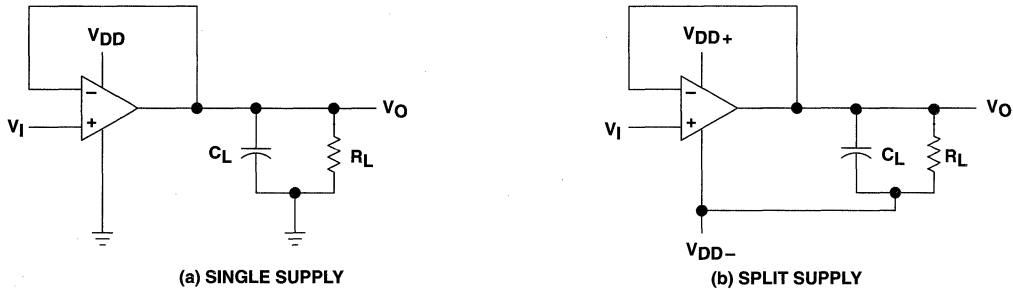 VDD
−
+
VI
VO
CL
RL
(a) SINGLE SUPPLY
VDD+
−
+
VI
VO
CL
RL
VDD−
(b) SPLIT SUPPLY